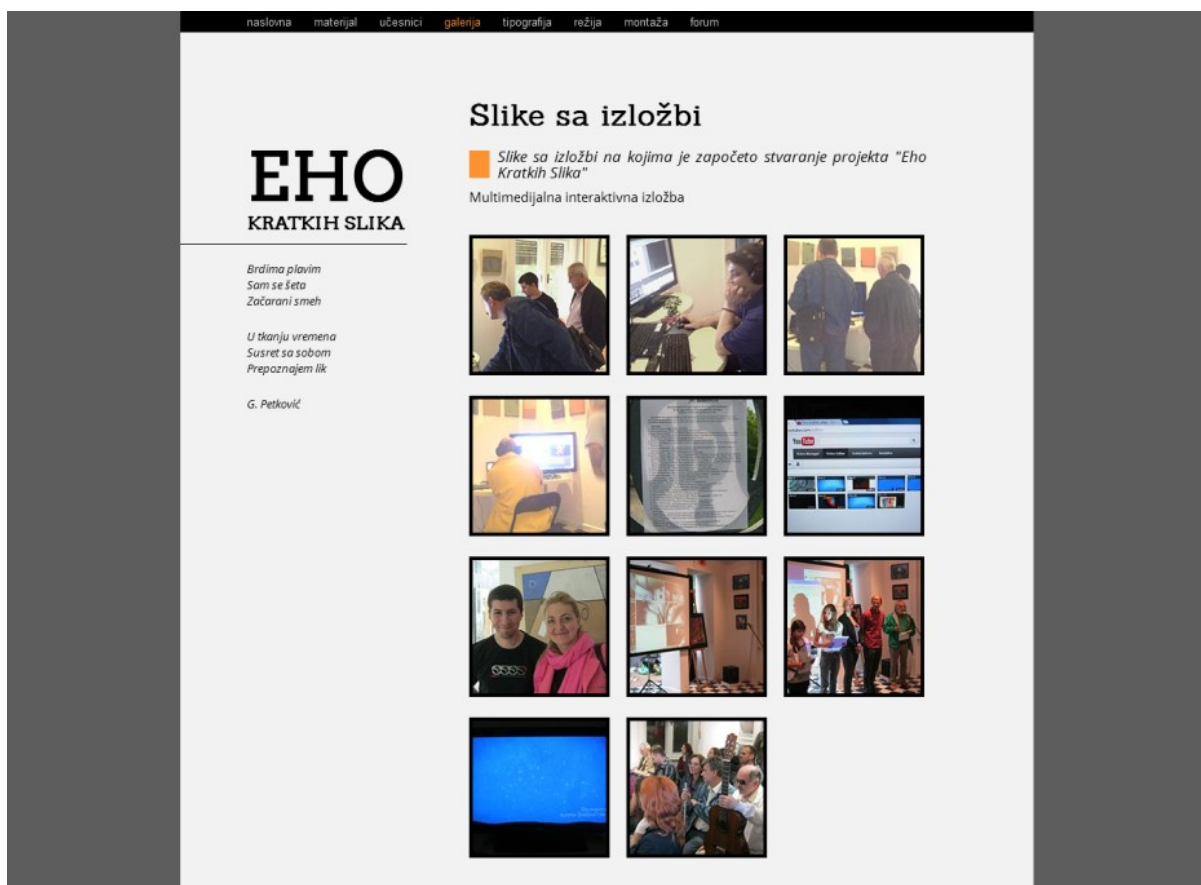 naslovna materijal učesnici galerija tipografija režija montaža forum
EHO
KRATKIH SLIKA
Brdima plavim
Sam se šeta
Začarani smeh
U tkanju vremena
Susret sa sobom
Prepoznajem lik
G. Petković
Slike sa izložbi
Slike sa izložbi na kojima je započeto stvaranje projekta "Eho
Kratkih Slika"
Multimedijalna interaktivna izložba
YouTube